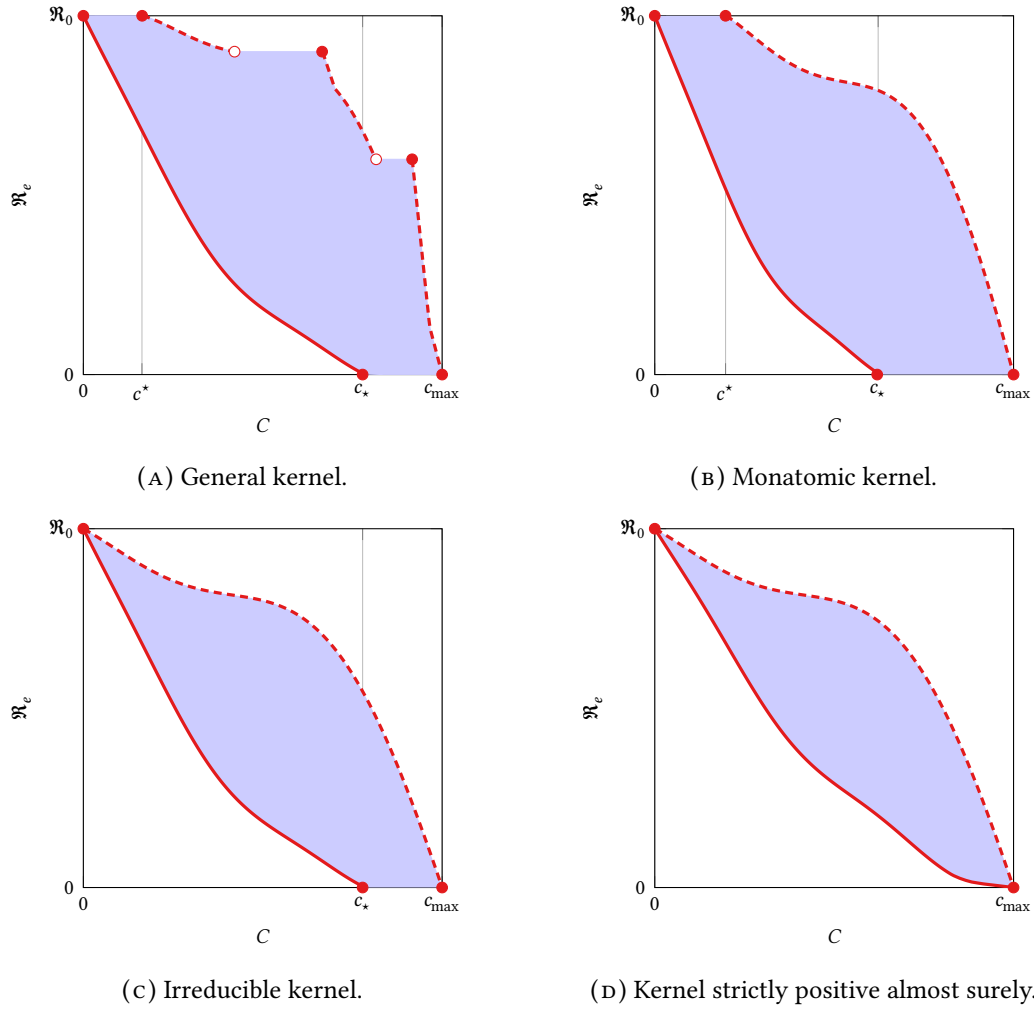 ℜ₀
ℜₑ
0
0
c⋆
c⋆
cmax
C
(A) General kernel.
ℜ₀
ℜₑ
0
0
c⋆
c⋆
cmax
C
(B) Monatomic kernel.
ℜ₀
ℜₑ
0
0
c⋆
cmax
C
(C) Irreducible kernel.
ℜ₀
ℜₑ
0
0
cmax
C
(D) Kernel strictly positive almost surely.